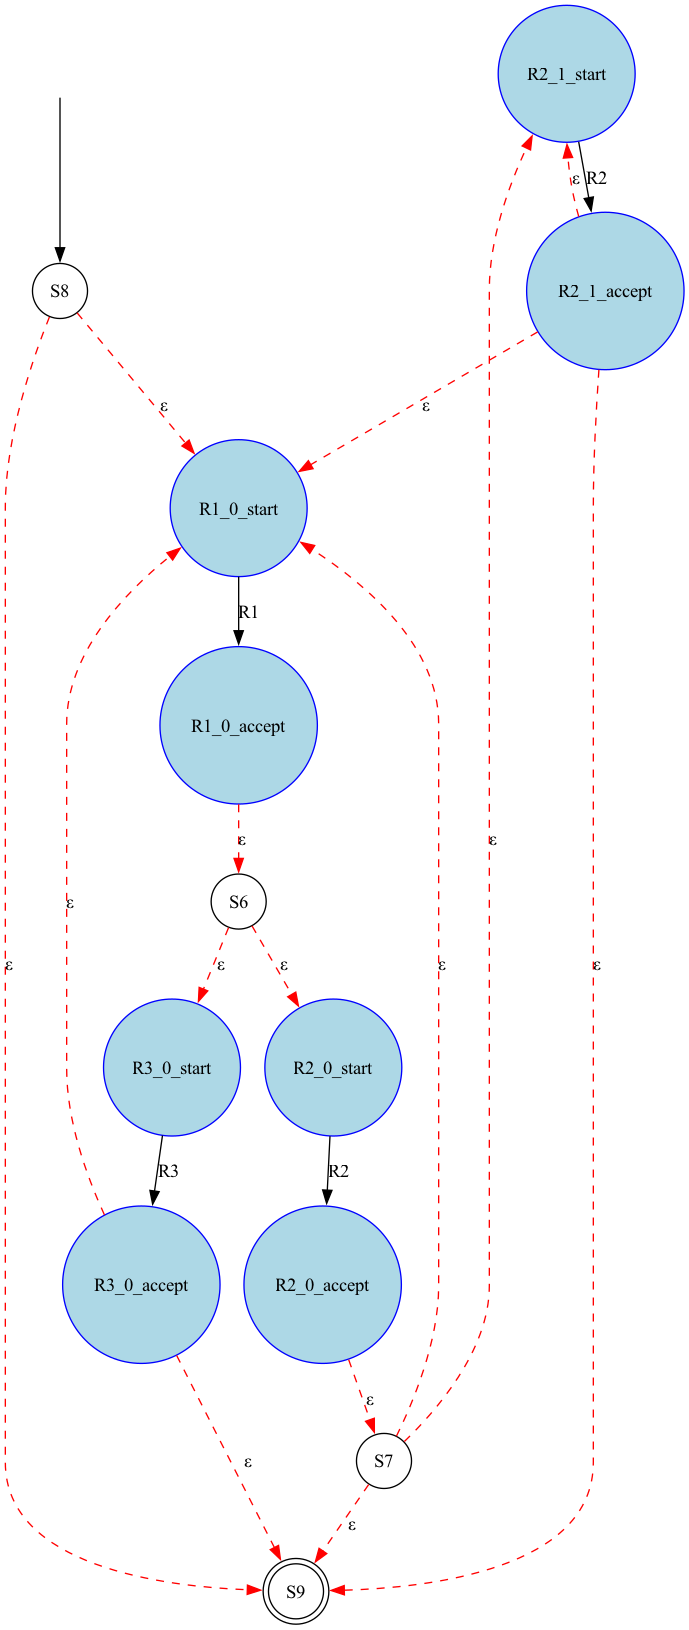 R2_1_start
ε
R2
S8
R2_1_accept
ε
ε
R1_0_start
R1
R1_0_accept
ε
ε
S6
ε
ε
ε
ε
ε
ε
R3_0_start
R2_0_start
R3
R2
R3_0_accept
R2_0_accept
ε
ε
S7
ε
S9